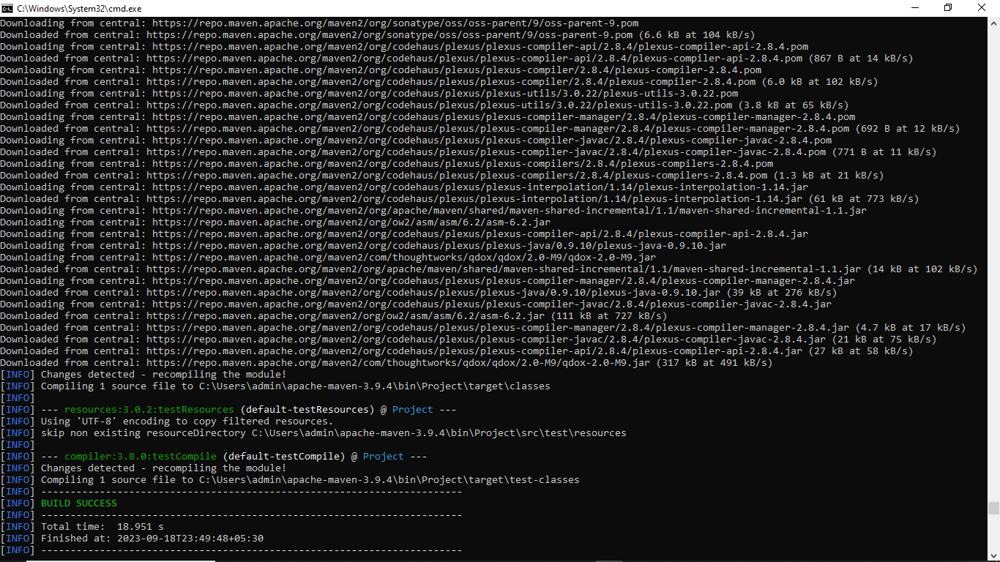 C:\Windows\System32\cmd.exe
Downloading from central: https://repo.maven.apache.org/maven2/org/sonatype/oss/oss-parent/9/oss-parent-9.pom
Downloaded from central: https://repo.maven.apache.org/maven2/org/sonatype/oss/oss-parent/9/oss-parent-9.pom (6.6 kB at 104 kB/s)
Downloading from central: https://repo.maven.apache.org/maven2/org/codehaus/plexus/plexus-compiler-api/2.8.4/plexus-compiler-api-2.8.4.pom
Downloaded from central: https://repo.maven.apache.org/maven2/org/codehaus/plexus/plexus-compiler-api/2.8.4/plexus-compiler-api-2.8.4.pom (867 B at 14 kB/s)
Downloading from central: https://repo.maven.apache.org/maven2/org/codehaus/plexus/plexus-compiler/2.8.4/plexus-compiler-2.8.4.pom
Downloaded from central: https://repo.maven.apache.org/maven2/org/codehaus/plexus/plexus-compiler/2.8.4/plexus-compiler-2.8.4.pom (6.0 kB at 102 kB/s)
Downloading from central: https://repo.maven.apache.org/maven2/org/codehaus/plexus/plexus-utils/3.0.22/plexus-utils-3.0.22.pom
Downloaded from central: https://repo.maven.apache.org/maven2/org/codehaus/plexus/plexus-utils/3.0.22/plexus-utils-3.0.22.pom (3.8 kB at 65 kB/s)
Downloading from central: https://repo.maven.apache.org/maven2/org/codehaus/plexus/plexus-compiler-manager/2.8.4/plexus-compiler-manager-2.8.4.pom
Downloaded from central: https://repo.maven.apache.org/maven2/org/codehaus/plexus/plexus-compiler-manager/2.8.4/plexus-compiler-manager-2.8.4.pom (692 B at 12 kB/s)
Downloading from central: https://repo.maven.apache.org/maven2/org/codehaus/plexus/plexus-compiler-javac/2.8.4/plexus-compiler-javac-2.8.4.pom
Downloaded from central: https://repo.maven.apache.org/maven2/org/codehaus/plexus/plexus-compiler-javac/2.8.4/plexus-compiler-javac-2.8.4.pom (771 B at 11 kB/s)
Downloading from central: https://repo.maven.apache.org/maven2/org/codehaus/plexus/plexus-compilers/2.8.4/plexus-compilers-2.8.4.pom
Downloaded from central: https://repo.maven.apache.org/maven2/org/codehaus/plexus/plexus-compilers/2.8.4/plexus-compilers-2.8.4.pom (1.3 kB at 21 kB/s)
Downloading from central: https://repo.maven.apache.org/maven2/org/codehaus/plexus/plexus-interpolation/1.14/plexus-interpolation-1.14.jar
Downloaded from central: https://repo.maven.apache.org/maven2/org/codehaus/plexus/plexus-interpolation/1.14/plexus-interpolation-1.14.jar (61 kB at 773 kB/s)
Downloading from central: https://repo.maven.apache.org/maven2/org/apache/maven/shared/maven-shared-incremental/1.1/maven-shared-incremental-1.1.jar
Downloading from central: https://repo.maven.apache.org/maven2/org/ow2/asm/asm/6.2/asm-6.2.jar
Downloading from central: https://repo.maven.apache.org/maven2/org/codehaus/plexus/plexus-compiler-api/2.8.4/plexus-compiler-api-2.8.4.jar
Downloading from central: https://repo.maven.apache.org/maven2/org/codehaus/plexus/plexus-java/0.9.10/plexus-java-0.9.10.jar
Downloading from central: https://repo.maven.apache.org/maven2/com/thoughtworks/qdox/qdox/2.0-M9/qdox-2.0-M9.jar
Downloaded from central: https://repo.maven.apache.org/maven2/org/apache/maven/shared/maven-shared-incremental/1.1/maven-shared-incremental-1.1.jar (14 kB at 102 kB/s)
Downloading from central: https://repo.maven.apache.org/maven2/org/codehaus/plexus/plexus-compiler-manager/2.8.4/plexus-compiler-manager-2.8.4.jar
Downloaded from central: https://repo.maven.apache.org/maven2/org/codehaus/plexus/plexus-java/0.9.10/plexus-java-0.9.10.jar (39 kB at 276 kB/s)
Downloading from central: https://repo.maven.apache.org/maven2/org/codehaus/plexus/plexus-compiler-javac/2.8.4/plexus-compiler-javac-2.8.4.jar
Downloaded from central: https://repo.maven.apache.org/maven2/org/ow2/asm/asm/6.2/asm-6.2.jar (111 kB at 727 kB/s)
Downloaded from central: https://repo.maven.apache.org/maven2/org/codehaus/plexus/plexus-compiler-manager/2.8.4/plexus-compiler-manager-2.8.4.jar (4.7 kB at 17 kB/s)
Downloaded from central: https://repo.maven.apache.org/maven2/org/codehaus/plexus/plexus-compiler-javac/2.8.4/plexus-compiler-javac-2.8.4.jar (21 kB at 75 kB/s)
Downloaded from central: https://repo.maven.apache.org/maven2/org/codehaus/plexus/plexus-compiler-api/2.8.4/plexus-compiler-api-2.8.4.jar (27 kB at 58 kB/s)
Downloaded from central: https://repo.maven.apache.org/maven2/com/thoughtworks/qdox/qdox/2.0-M9/qdox-2.0-M9.jar (317 kB at 491 kB/s)
[INFO] Changes detected - recompiling the module!
[INFO] Compiling 1 source file to C:\Users\admin\apache-maven-3.9.4\bin\Project\target\classes
[INFO]
[INFO] --- resources:3.0.2:testResources (default-testResources) @ Project ---
[INFO] Using 'UTF-8' encoding to copy filtered resources.
[INFO] skip non existing resourceDirectory C:\Users\admin\apache-maven-3.9.4\bin\Project\src\test\resources
[INFO]
[INFO] --- compiler:3.8.0:testCompile (default-testCompile) @ Project ---
[INFO] Changes detected - recompiling the module!
[INFO] Compiling 1 source file to C:\Users\admin\apache-maven-3.9.4\bin\Project\target\test-classes
[INFO] ------------------------------------------------------------------------
[INFO] BUILD SUCCESS
[INFO] ------------------------------------------------------------------------
[INFO] Total time:  18.951 s
[INFO] Finished at: 2023-09-18T23:49:48+05:30
[INFO] ------------------------------------------------------------------------